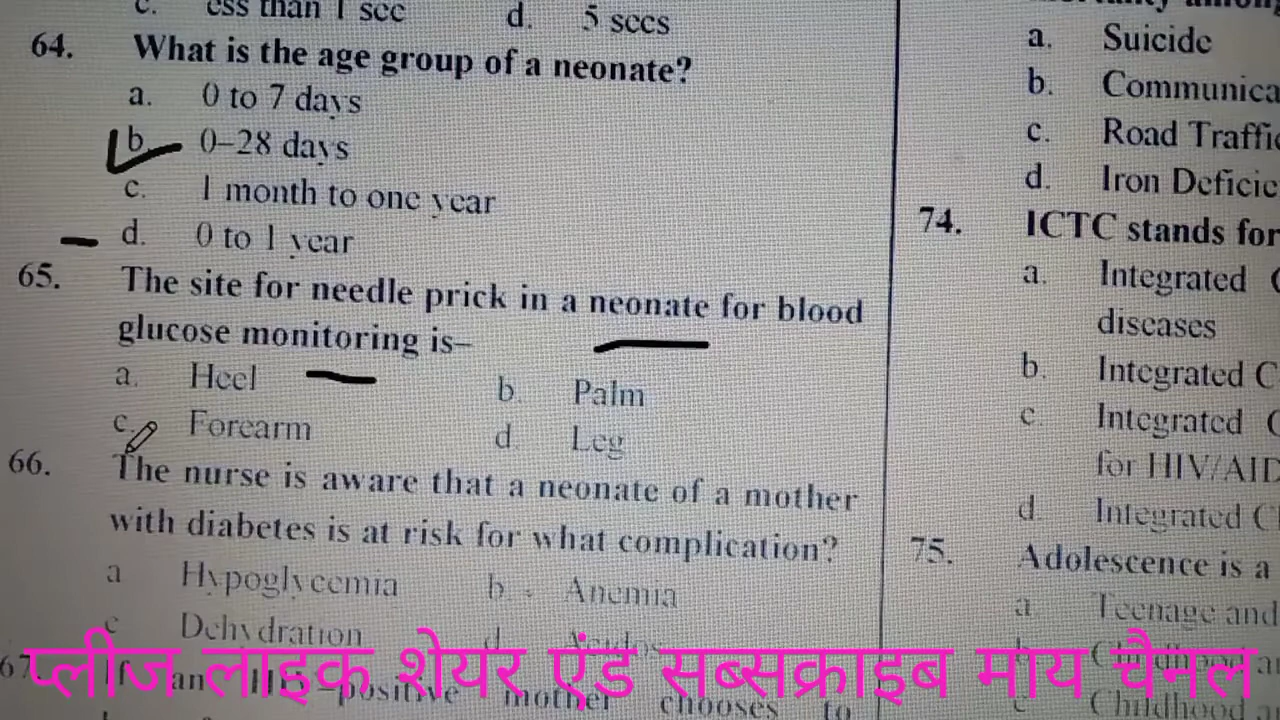 c. ess than 1 sec d. 5 secs
64. What is the age group of a neonate?
a. 0 to 7 days
b. 0–28 days
c. 1 month to one year
d. 0 to 1 year
65. The site for needle prick in a neonate for blood
glucose monitoring is–
a. Heel b. Palm
c. Forearm d. Leg
66. The nurse is aware that a neonate of a mother
with diabetes is at risk for what complication?
a Hypoglycemia b. Anemia
c Dehydration d.
67 If an –positive mother chooses to
a. Suicide
b. Communica
c. Road Traffic
d. Iron Deficie
74. ICTC stands for
a. Integrated C
diseases
b. Integrated C
c. Integrated C
for HIV/AID
d. Integrated C
75. Adolescence is a
a. Teenage and
c Childhood a
प्लीज लाइक शेयर एंड सब्सक्राइब माय चैनल